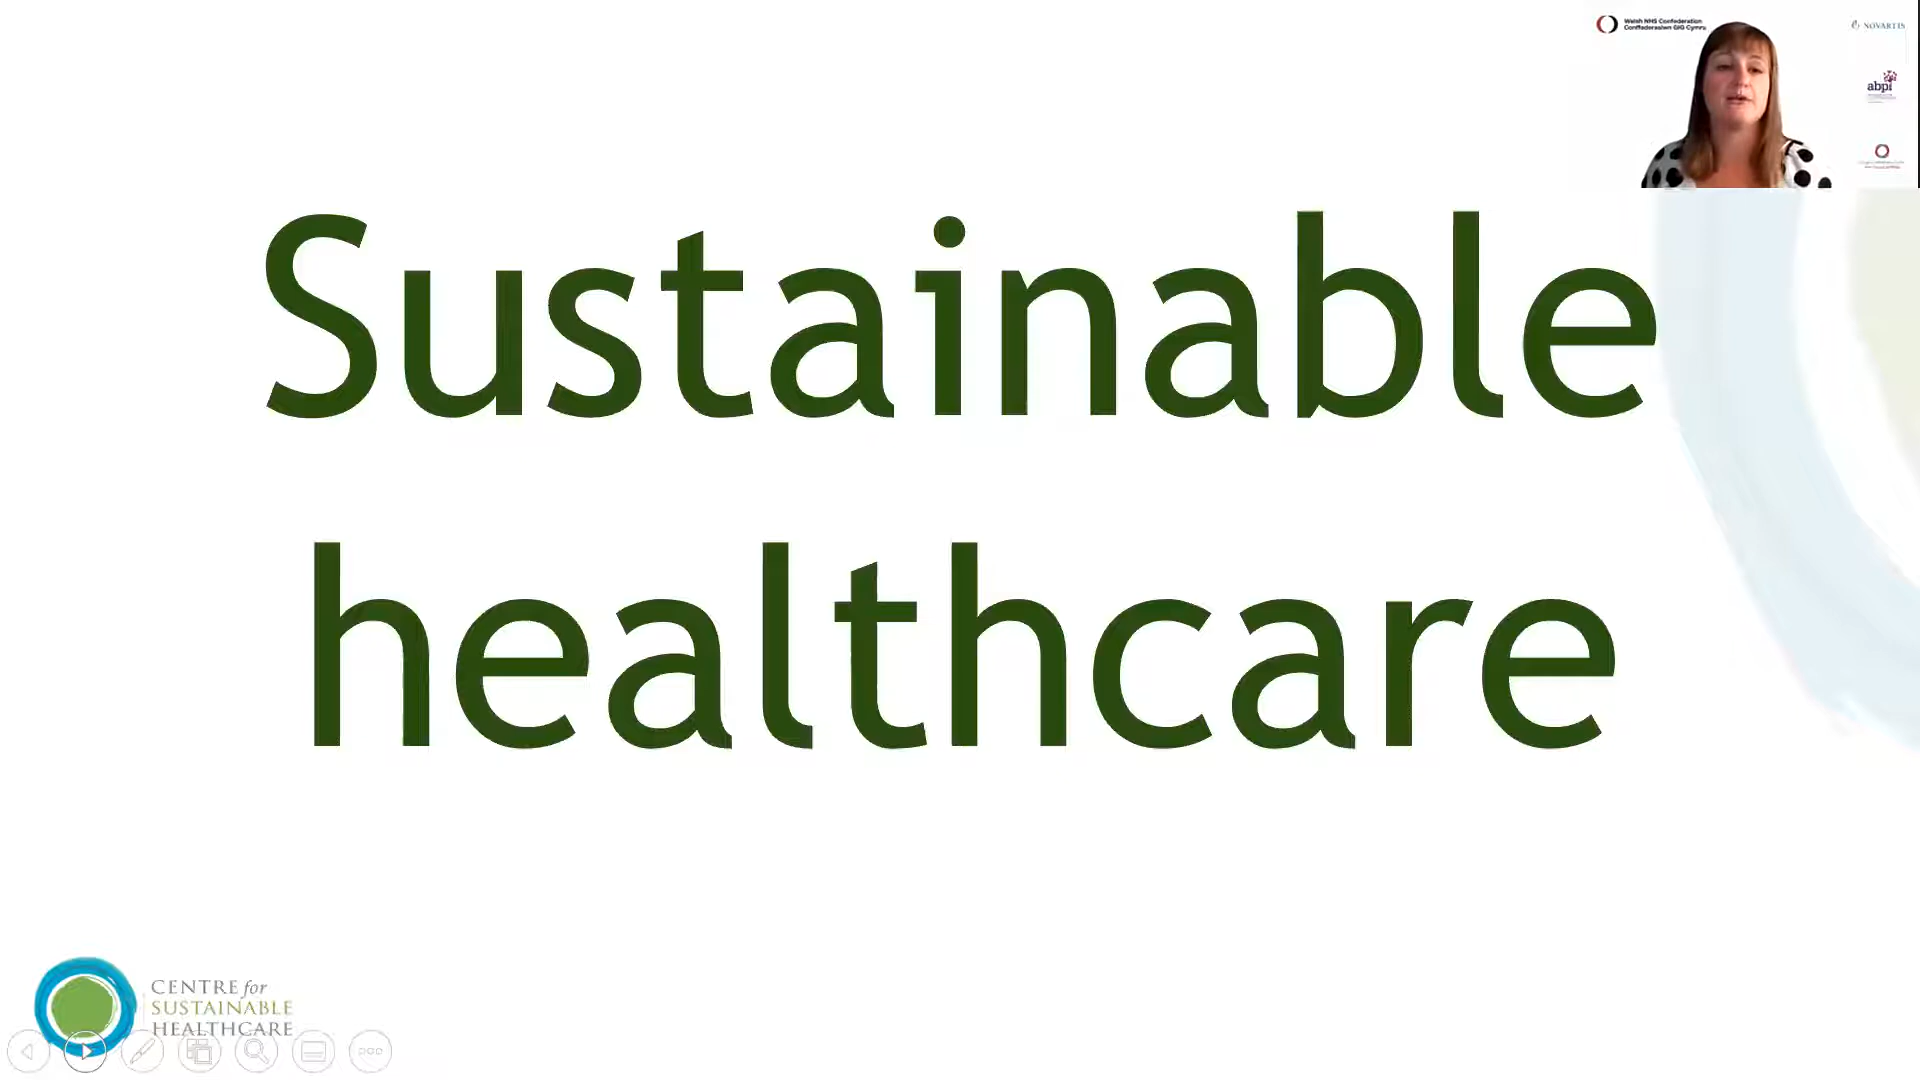 Welsh NHS Confederation
Conffederasiwn GIG Cymru
NOVARTIS
abpi
Sustainable
healthcare
CENTRE for
SUSTAINABLE
HEALTHCARE